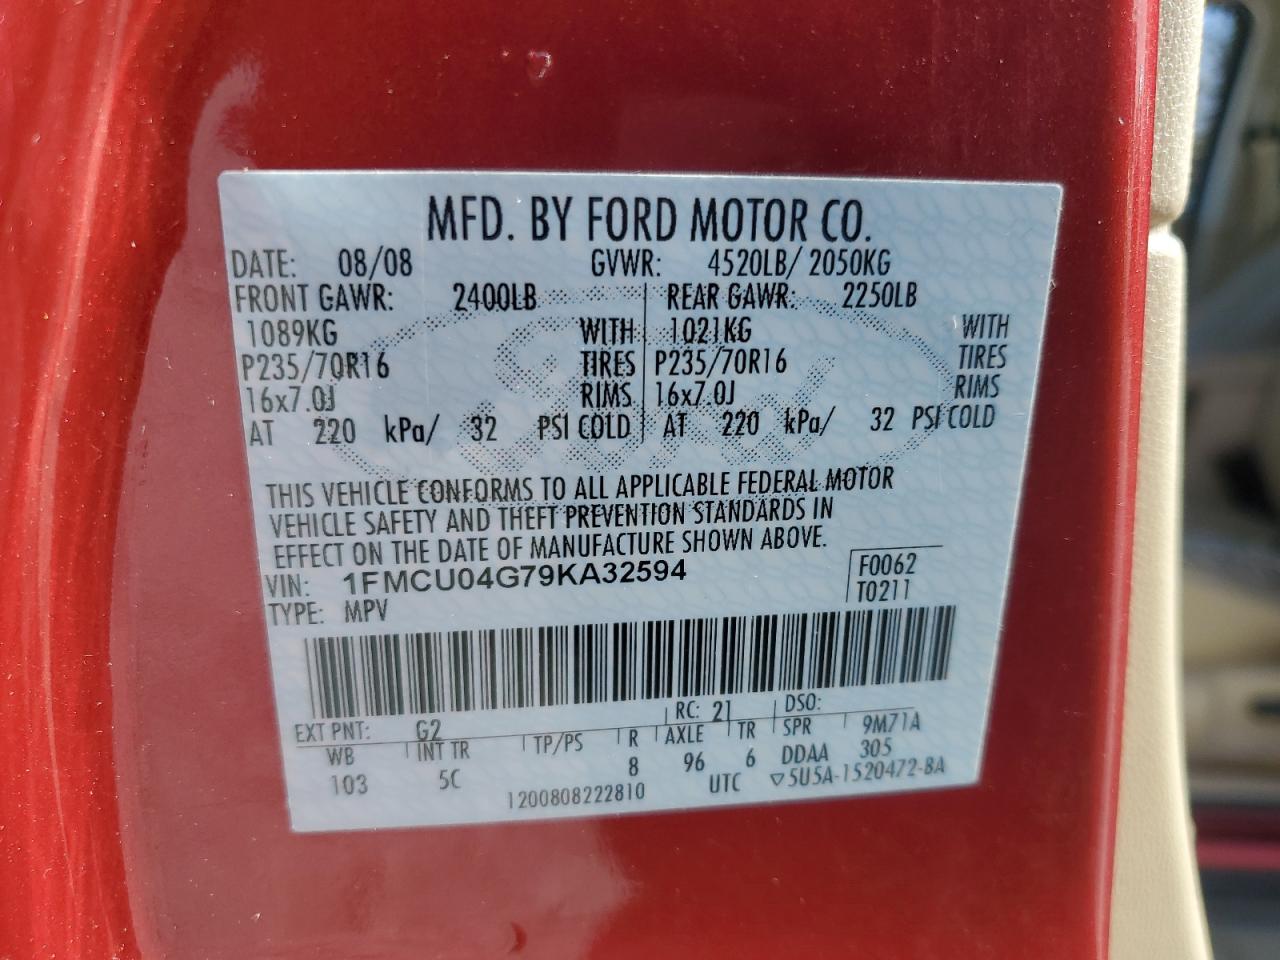 MFD. BY FORD MOTOR CO.
DATE: 08/08 GVWR: 4520LB/ 2050KG
FRONT GAWR: 2400LB REAR GAWR: 2250LB
1089KG WITH 1021KG WITH
P235/70R16 TIRES P235/70R16 TIRES
16x7.0J RIMS 16x7.0J RIMS
AT 220 kPa/ 32 PSI COLD AT 220 kPa/ 32 PSI COLD
THIS VEHICLE CONFORMS TO ALL APPLICABLE FEDERAL MOTOR
VEHICLE SAFETY AND THEFT PREVENTION STANDARDS IN
EFFECT ON THE DATE OF MANUFACTURE SHOWN ABOVE.
VIN: 1FMCU04G79KA32594 F0062
TYPE: MPV T0211
EXT PNT: G2 RC: 21 DSO:
WB INT TR TP/PS R AXLE TR SPR 9M71A
103 5C 8 96 6 DDAA 305
1200808222810 UTC ▽5U5A-1520472-BA